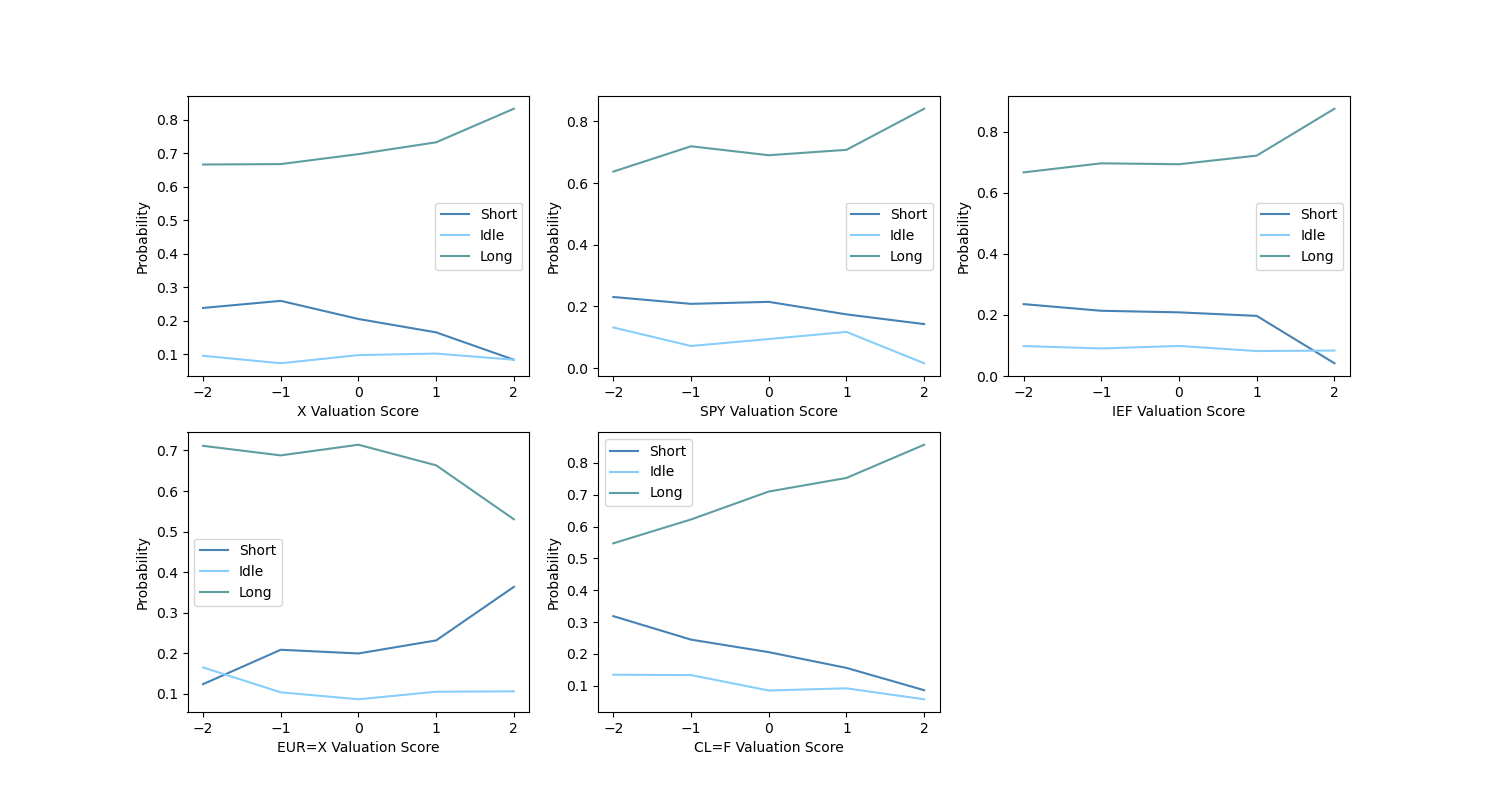 Probability
0.8
0.7
0.6
0.5
0.4
0.3
0.2
0.1
Short
Idle
Long
−2 −1 0 1 2
X Valuation Score
Probability
0.8
0.6
0.4
0.2
0.0
Short
Idle
Long
−2 −1 0 1 2
SPY Valuation Score
Probability
0.8
0.6
0.4
0.2
0.0
Short
Idle
Long
−2 −1 0 1 2
IEF Valuation Score
Probability
0.7
0.6
0.5
0.4
0.3
0.2
0.1
Short
Idle
Long
−2 −1 0 1 2
EUR=X Valuation Score
Probability
0.8
0.7
0.6
0.5
0.4
0.3
0.2
0.1
Short
Idle
Long
−2 −1 0 1 2
CL=F Valuation Score